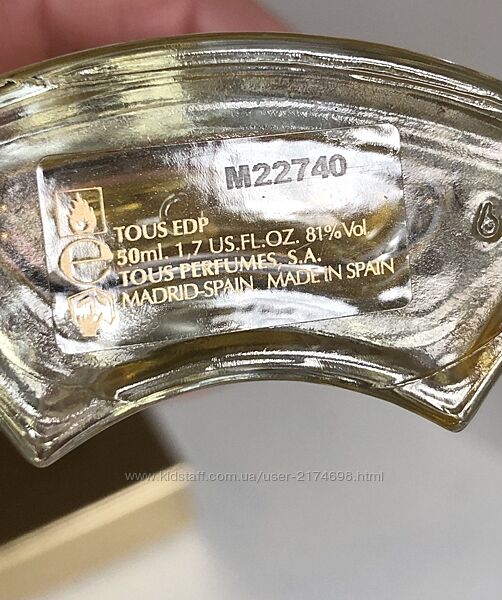 M22740
TOUS EDP
e 50ml. 1,7 US.FL.OZ. 81%Vol
TOUS PERFUMES, S.A.
MADRID-SPAIN MADE IN SPAIN
www.kidstaff.com.ua/user-2174698.html